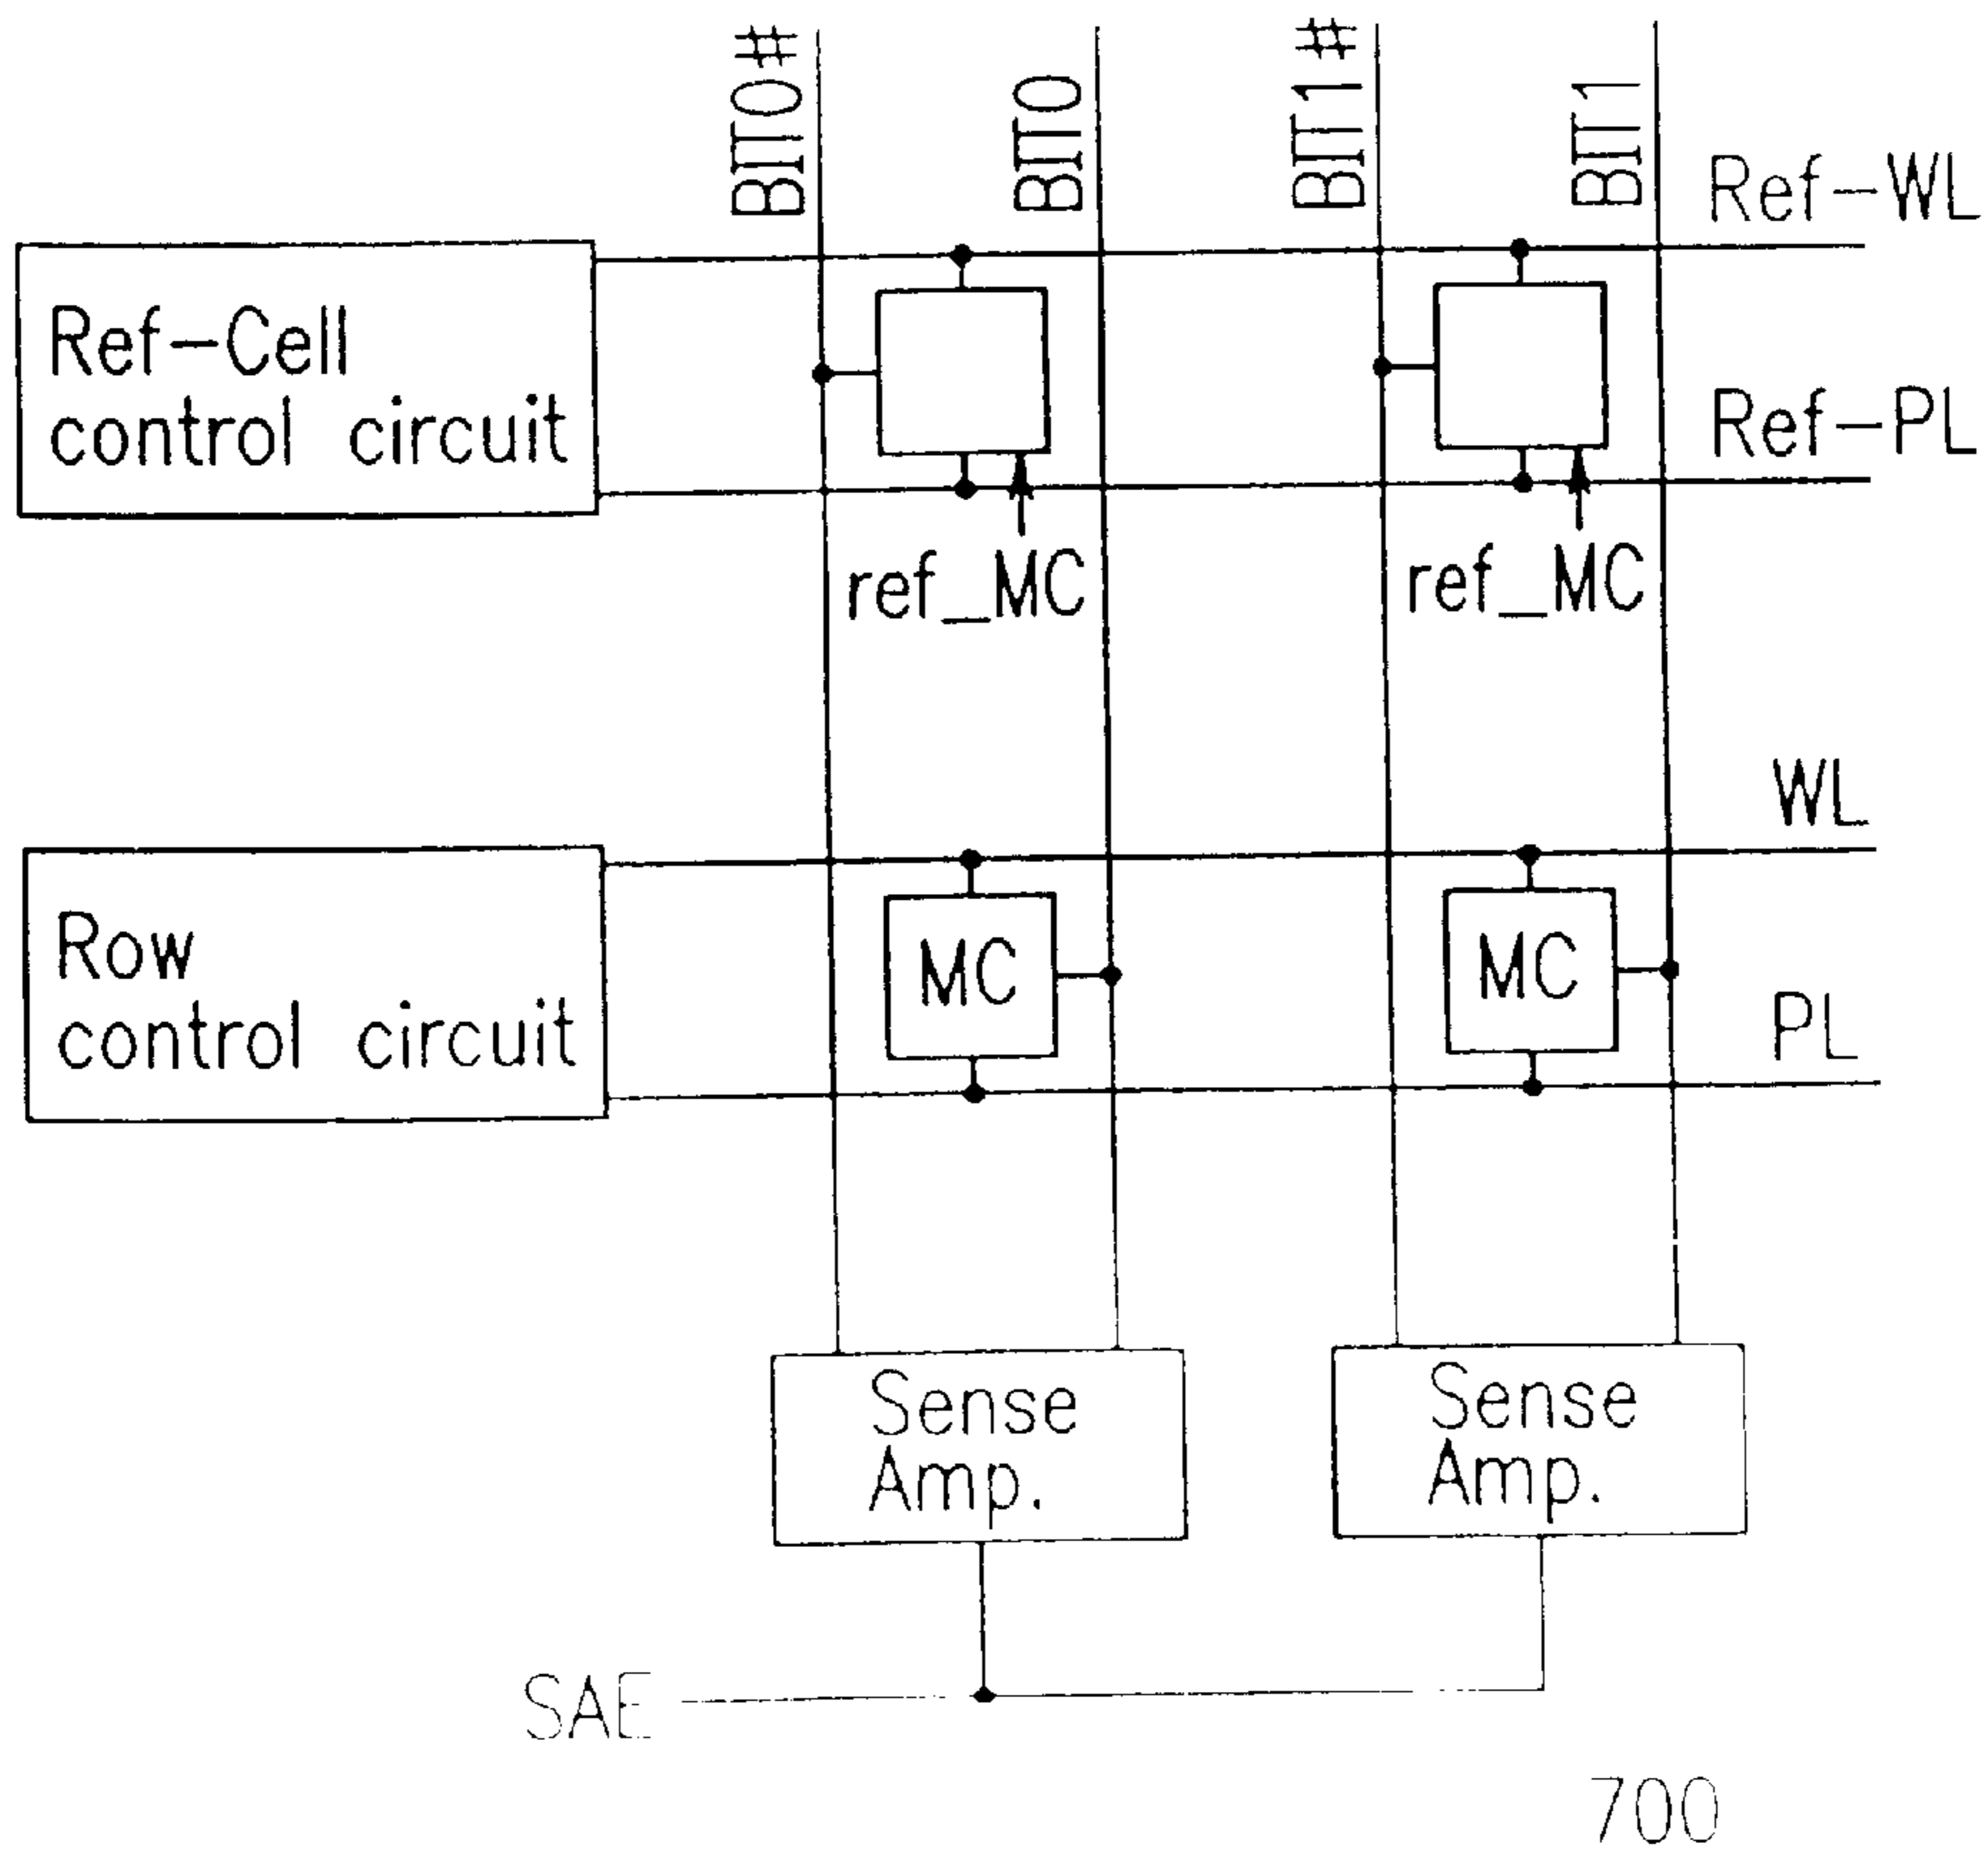 BIT0#
BIT0
BIT1#
BIT1
Ref-WL
Ref-Cell
control circuit
Ref-PL
ref_MC
ref_MC
WL
Row
control circuit
MC
MC
PL
Sense
Amp.
Sense
Amp.
SAE
700